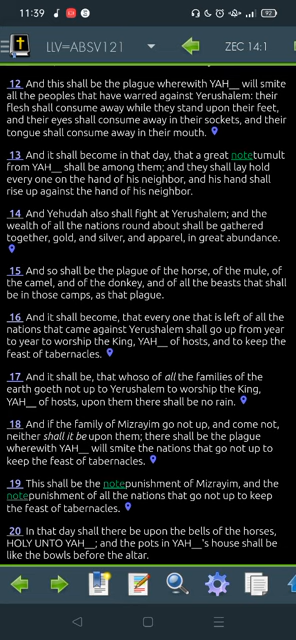 11:39
92
LLV=ABSV121
ZEC 14:1
12 And this shall be the plague wherewith YAH__ will smite
all the peoples that have warred against Yerushalem: their
flesh shall consume away while they stand upon their feet,
and their eyes shall consume away in their sockets, and their
tongue shall consume away in their mouth.
13 And it shall become in that day, that a great notetumult
from YAH__ shall be among them; and they shall lay hold
every one on the hand of his neighbor, and his hand shall
rise up against the hand of his neighbor.
14 And Yehudah also shall fight at Yerushalem; and the
wealth of all the nations round about shall be gathered
together, gold, and silver, and apparel, in great abundance.
15 And so shall be the plague of the horse, of the mule, of
the camel, and of the donkey, and of all the beasts that shall
be in those camps, as that plague.
16 And it shall become, that every one that is left of all the
nations that came against Yerushalem shall go up from year
to year to worship the King, YAH__ of hosts, and to keep the
feast of tabernacles.
17 And it shall be, that whoso of all the families of the
earth goeth not up to Yerushalem to worship the King,
YAH__ of hosts, upon them there shall be no rain.
18 And if the family of Mizrayim go not up, and come not,
neither shall it be upon them; there shall be the plague
wherewith YAH__ will smite the nations that go not up to
keep the feast of tabernacles.
19 This shall be the notepunishment of Mizrayim, and the
notepunishment of all the nations that go not up to keep
the feast of tabernacles.
20 In that day shall there be upon the bells of the horses,
HOLY UNTO YAH__; and the pots in YAH__'s house shall be
like the bowls before the altar.